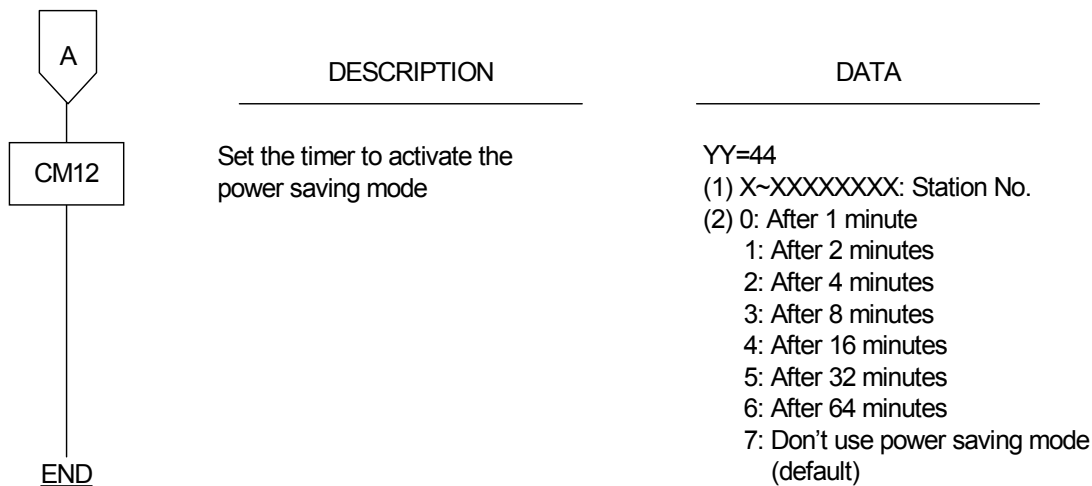 A
DESCRIPTION
DATA
CM12
Set the timer to activate the
power saving mode
YY=44
(1) X~XXXXXXXX: Station No.
(2) 0: After 1 minute
1: After 2 minutes
2: After 4 minutes
3: After 8 minutes
4: After 16 minutes
5: After 32 minutes
6: After 64 minutes
7: Don’t use power saving mode
(default)
END